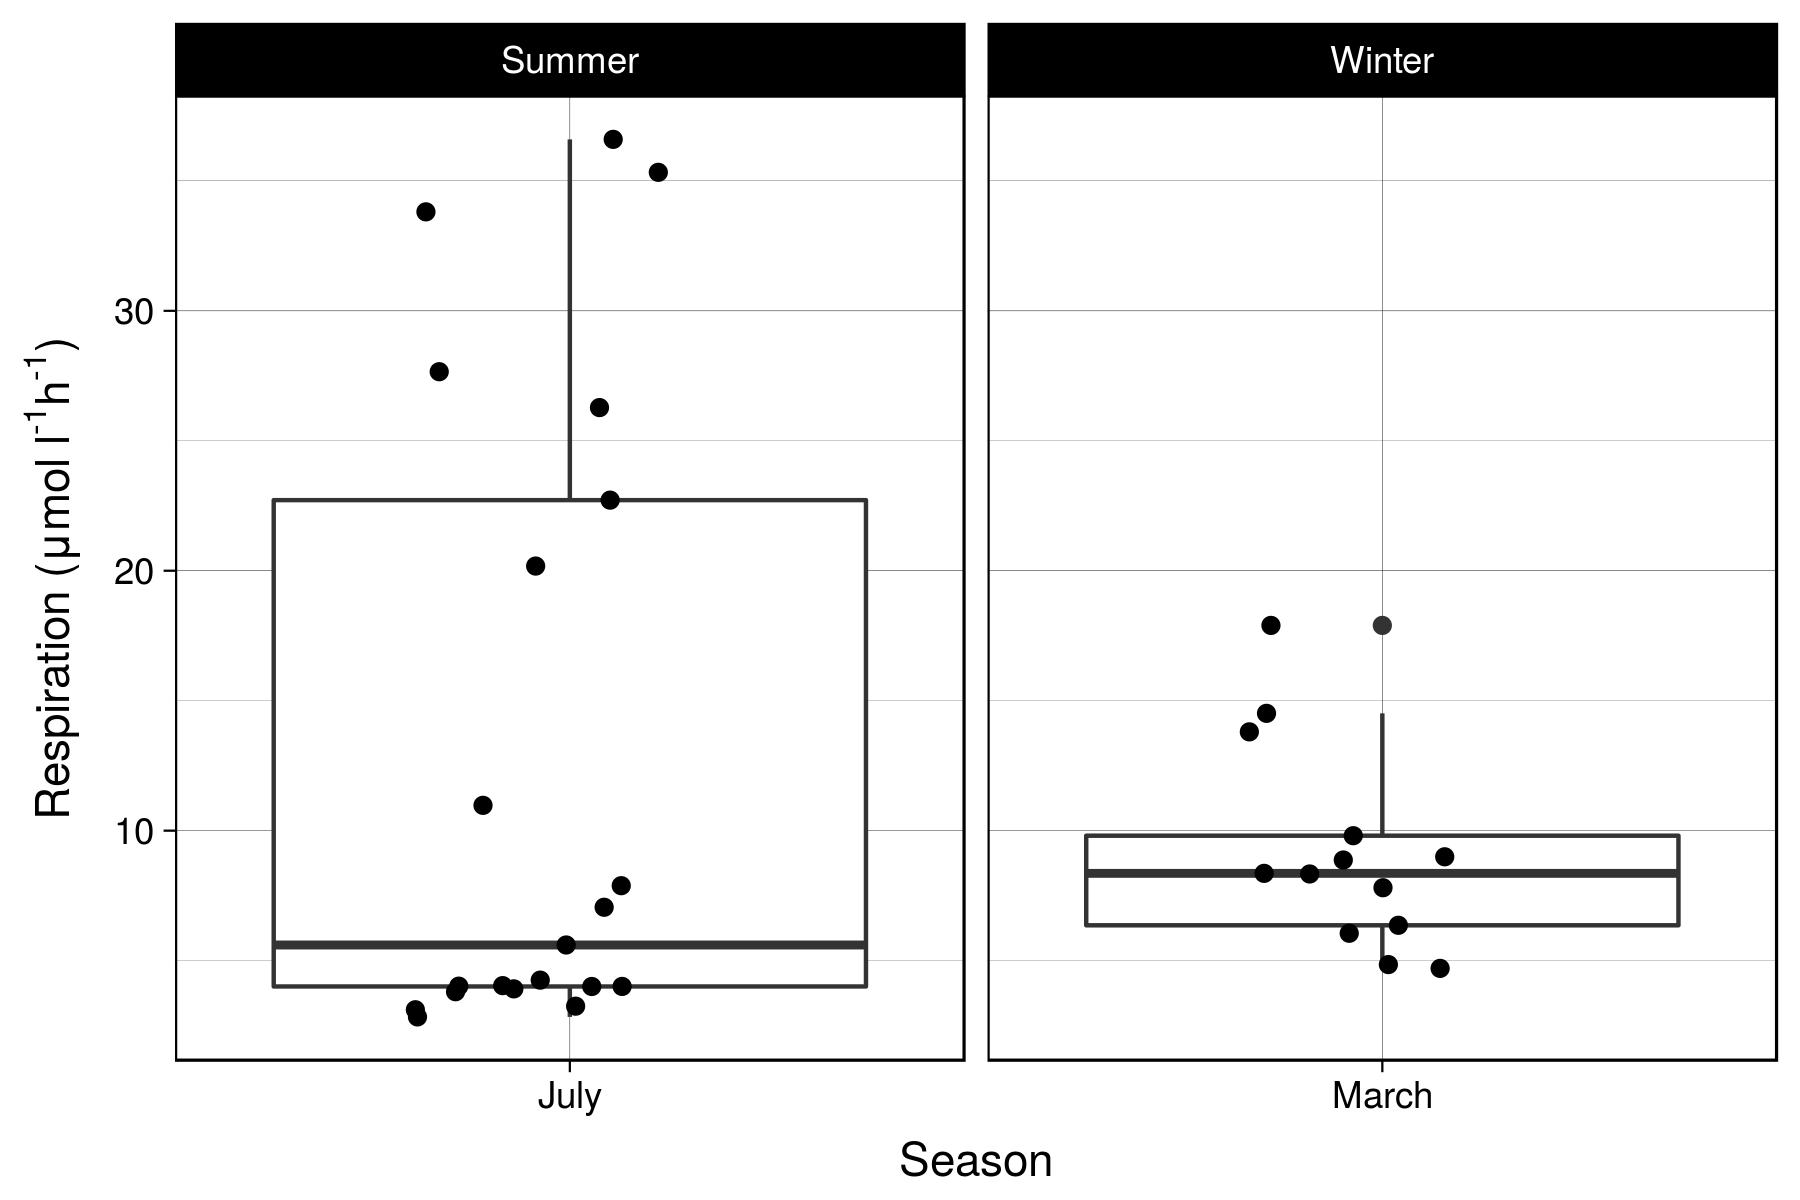 Summer
Winter
30
20
10
Respiration (μmol l⁻¹h⁻¹)
July
March
Season